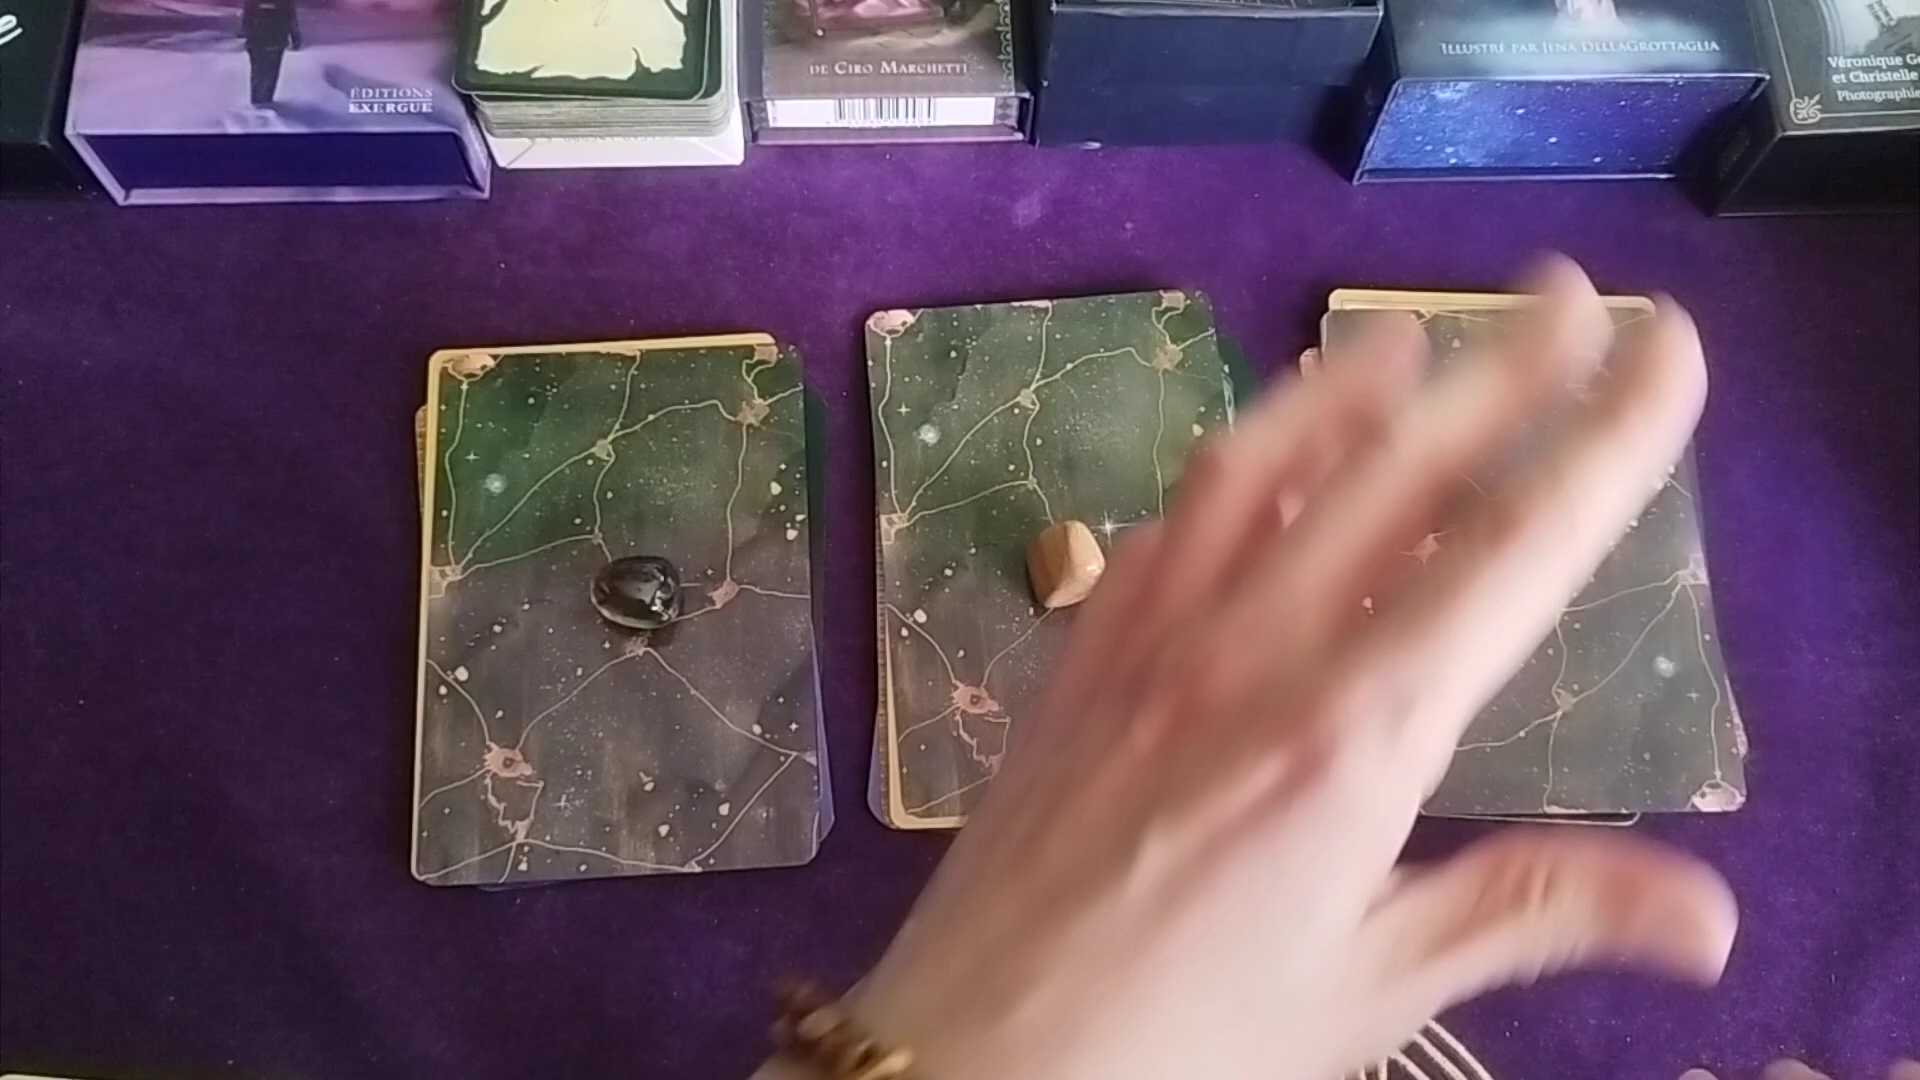 ÉDITIONS
EXERGUE
DE CIRO MARCHETTI
ILLUSTRÉ PAR JENA DELLAGROTTAGLIA
Véronique
et Christelle
Photographie